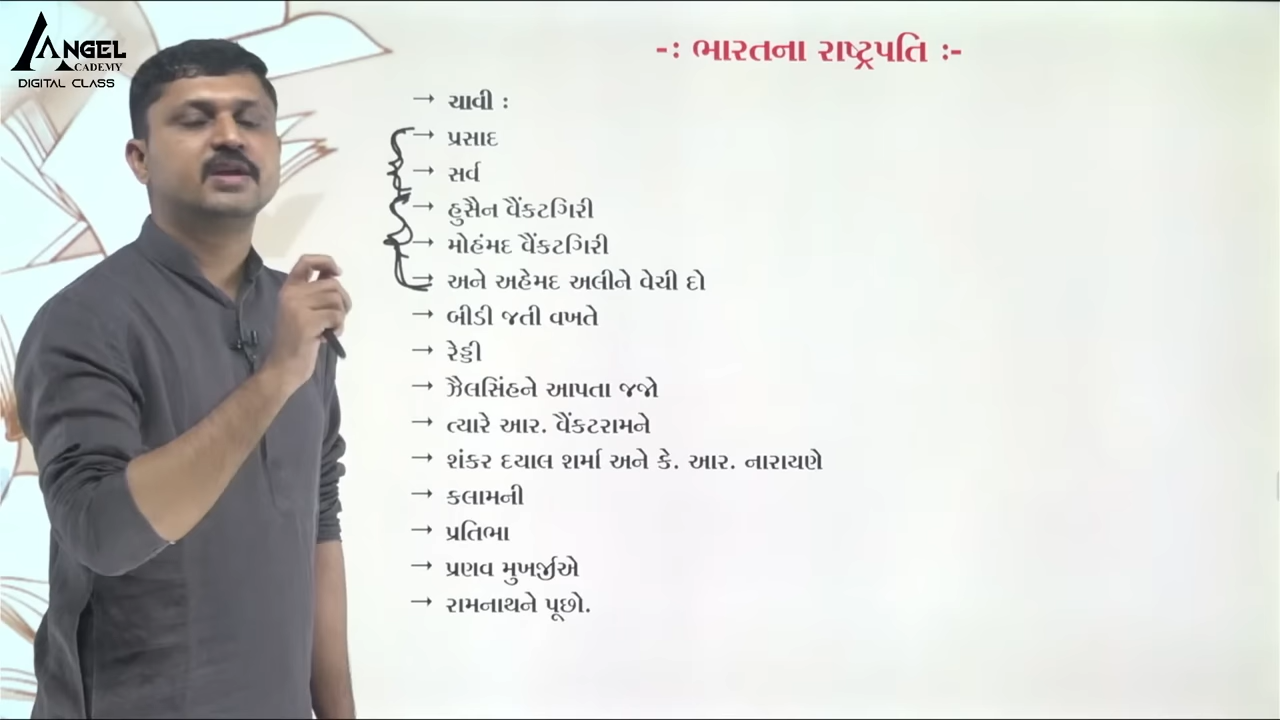 ANGEL
ACADEMY
DIGITAL CLASS
-: ભારતના રાષ્ટ્રપતિ :-
→ ચાવી :
→ પ્રસાદ
→ સર્વ
→ હુસૈન વૈંકટગિરી
→ મોહંમદ વૈંકટગિરી
→ અને અહેમદ અલીને વેચી દો
→ બીડી જતી વખતે
→ રેડ્ડી
→ ઝૈલસિંહને આપતા જજો
→ ત્યારે આર. વૈંકટરામને
→ શંકર દયાલ શર્મા અને કે. આર. નારાયણે
→ કલામની
→ પ્રતિભા
→ પ્રણવ મુખર્જીએ
→ રામનાથને પૂછો.